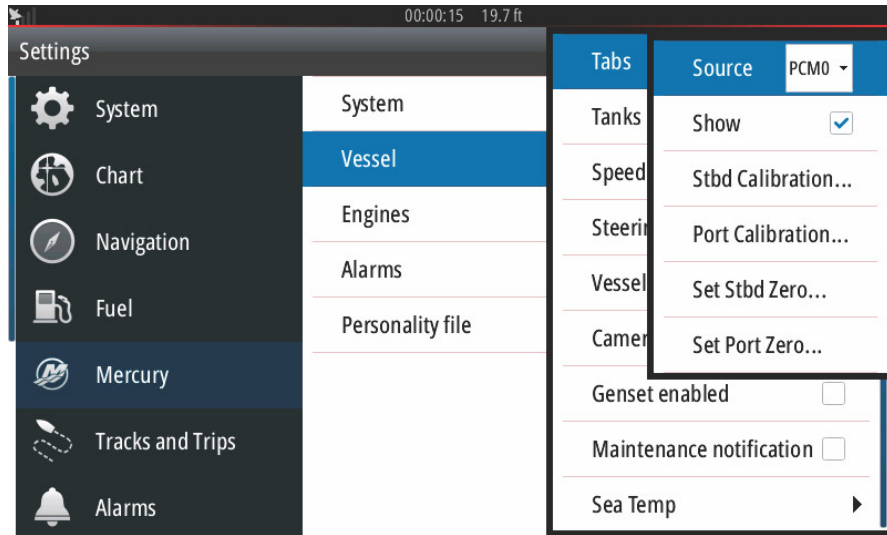 00:00:15 19.7 ft
Settings
System
Chart
Navigation
Fuel
Mercury
Tracks and Trips
Alarms
System
Vessel
Engines
Alarms
Personality file
Tabs
Tanks
Speed
Steerin
Vessel
Camer
Genset enabled
Maintenance notification
Sea Temp
Source PCM0
Show
Stbd Calibration...
Port Calibration...
Set Stbd Zero...
Set Port Zero...